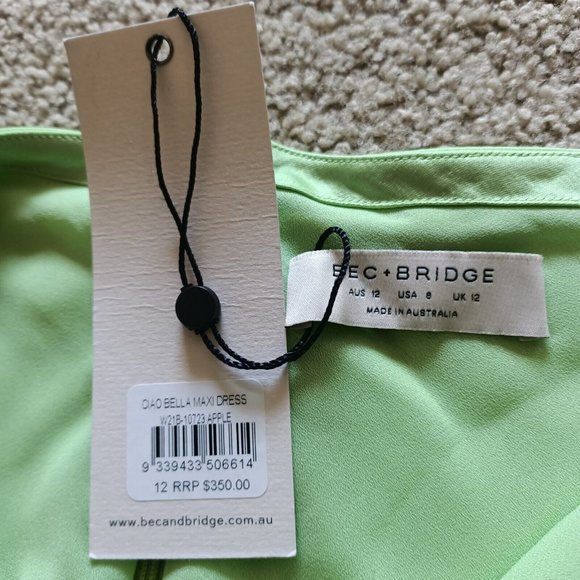 BEC+BRIDGE
AUS 12 USA 8 UK 12
MADE IN AUSTRALIA
CIAO BELLA MAXI DRESS
W21B-10723 APPLE
9 339433 506614
12 RRP $350.00
www.becandbridge.com.au